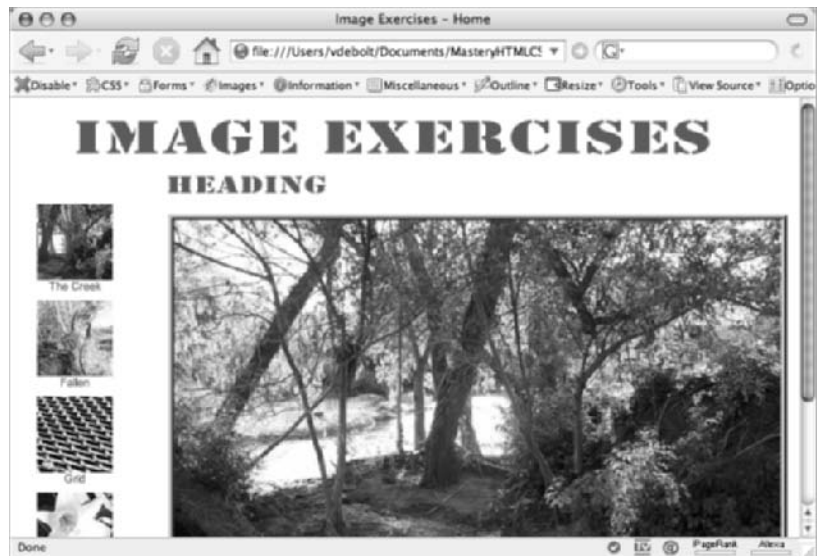 Image Exercises - Home
file:///Users/vdebolt/Documents/MasteryHTMLCS
G
Disable CSS Forms Images Information Miscellaneous Outline Resize Tools View Source Optio
IMAGE EXERCISES
HEADING
The Creek
Fallen
Grid
Done PageRank Alexa